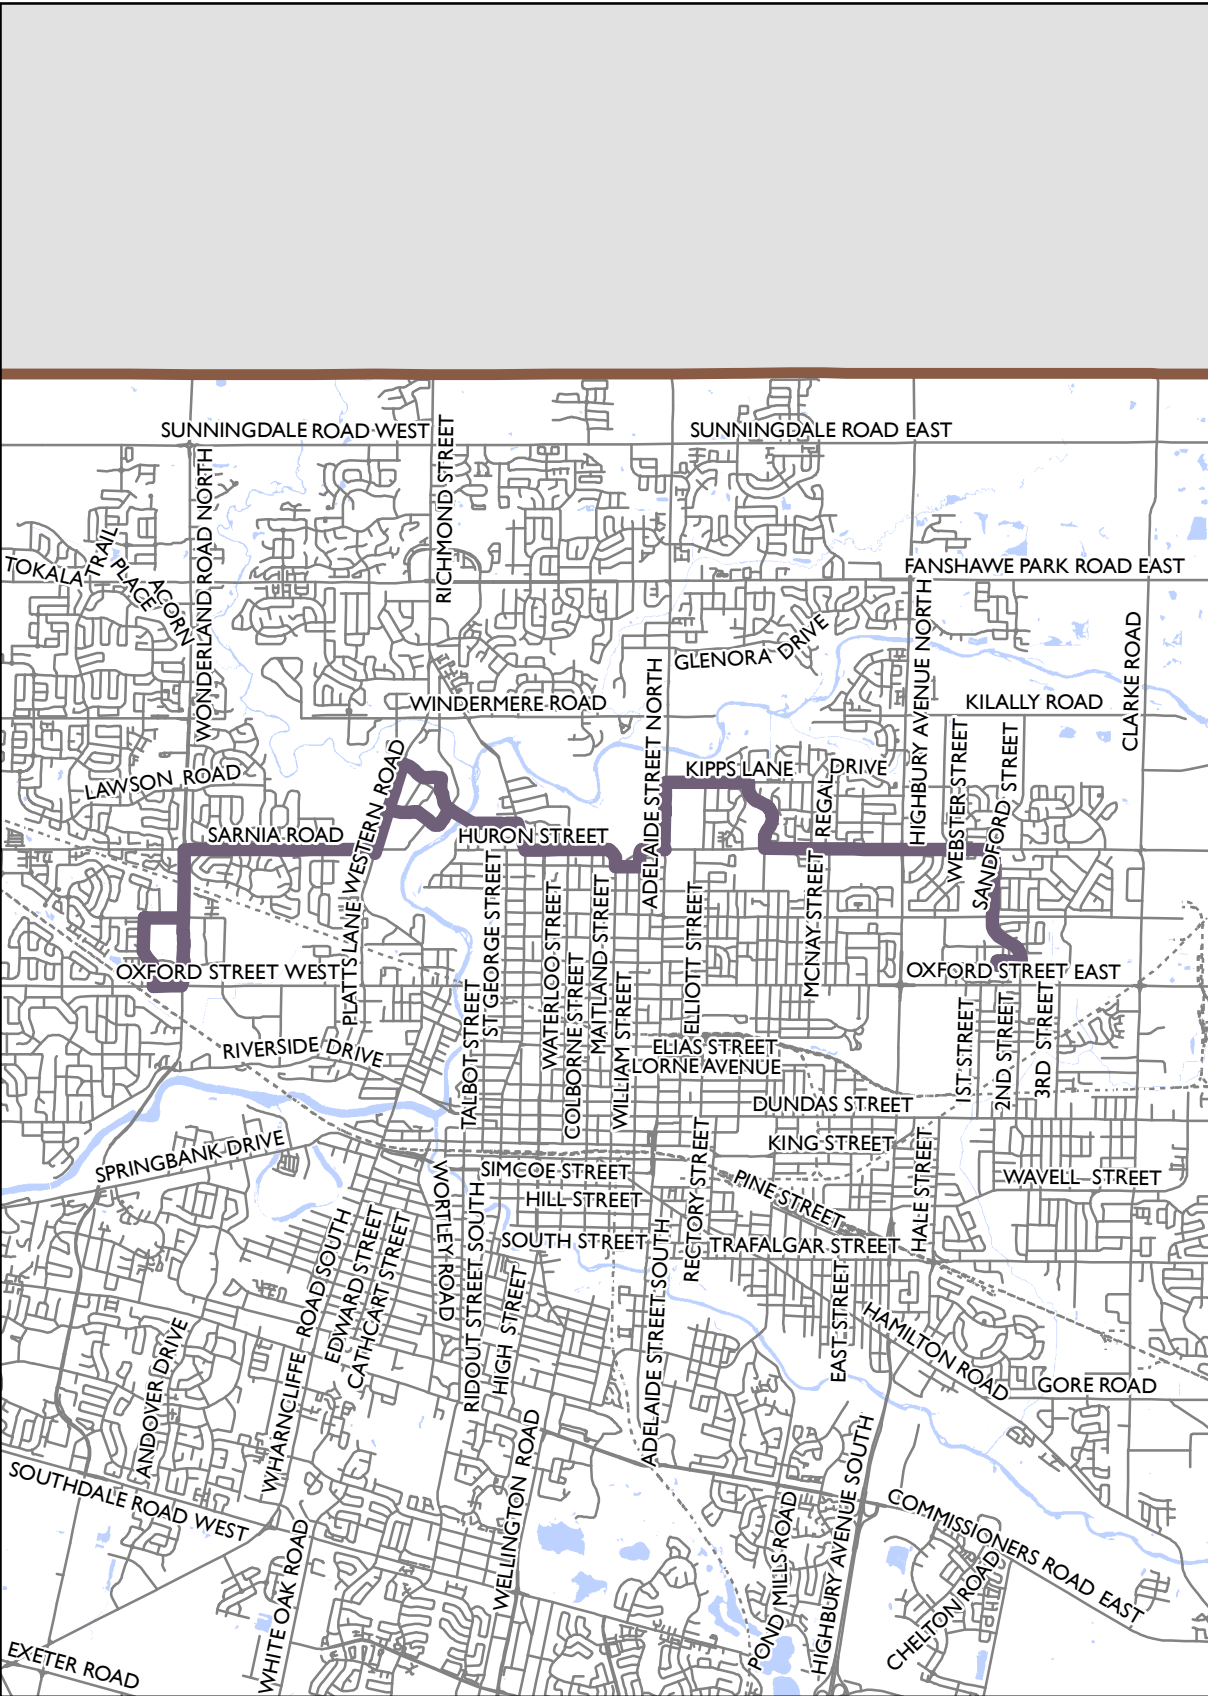 SUNNINGDALE ROAD WEST
SUNNINGDALE ROAD EAST
RICHMOND STREET
WONDERLAND ROAD NORTH
TOKALA TRAIL
ACORN PLACE
FANSHAWE PARK ROAD EAST
GLENORA DRIVE
HIGHBURY AVENUE NORTH
CLARKE ROAD
WINDERMERE ROAD
ADELAIDE STREET NORTH
KILALLY ROAD
LAWSON ROAD
WESTERN ROAD
KIPPS LANE
REGAL DRIVE
WEBSTER STREET
SANDFORD STREET
SARNIA ROAD
HURON STREET
PLATTS LANE
ST GEORGE STREET
WATERLOO STREET
COLBORNE STREET
MAITLAND STREET
WILLIAM STREET
ELLIOTT STREET
MCNAY STREET
OXFORD STREET WEST
OXFORD STREET EAST
TALBOT STREET
1ST STREET
2ND STREET
3RD STREET
RIVERSIDE DRIVE
ELIAS STREET
LORNE AVENUE
DUNDAS STREET
KING STREET
SPRINGBANK DRIVE
SIMCOE STREET
HILL STREET
SOUTH STREET
RECTORY STREET
PINE STREET
HALE STREET
WAVELL STREET
TRAFALGAR STREET
WHARNCLIFFE ROAD SOUTH
EDWARD STREET
CATHCART STREET
WORTLEY ROAD
RIDOUT STREET SOUTH
HIGH STREET
ADELAIDE STREET SOUTH
EAST STREET
HAMILTON ROAD
GORE ROAD
ANDOVER DRIVE
SOUTHDALE ROAD WEST
WELLINGTON ROAD
POND MILLS ROAD
HIGHBURY AVENUE SOUTH
COMMISSIONERS ROAD EAST
CHELTON ROAD
WHITE OAK ROAD
EXETER ROAD